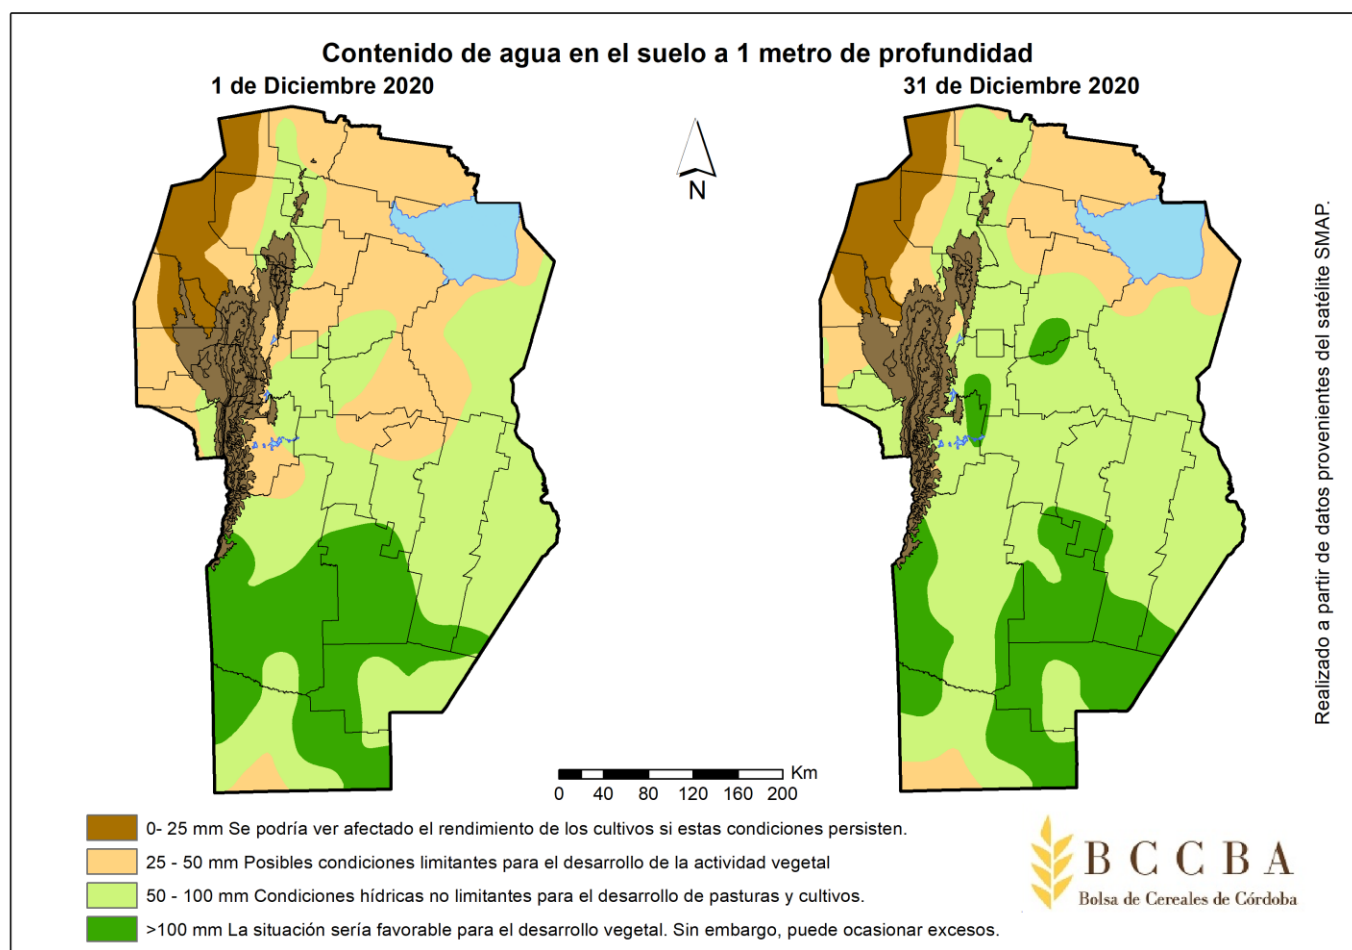 Contenido de agua en el suelo a 1 metro de profundidad
1 de Diciembre 2020
31 de Diciembre 2020
N
Km
0 40 80 120 160 200
0- 25 mm Se podría ver afectado el rendimiento de los cultivos si estas condiciones persisten.
25 - 50 mm Posibles condiciones limitantes para el desarrollo de la actividad vegetal
50 - 100 mm Condiciones hídricas no limitantes para el desarrollo de pasturas y cultivos.
>100 mm La situación sería favorable para el desarrollo vegetal. Sin embargo, puede ocasionar excesos.
BCCBA
Bolsa de Cereales de Córdoba
Realizado a partir de datos provenientes del satélite SMAP.